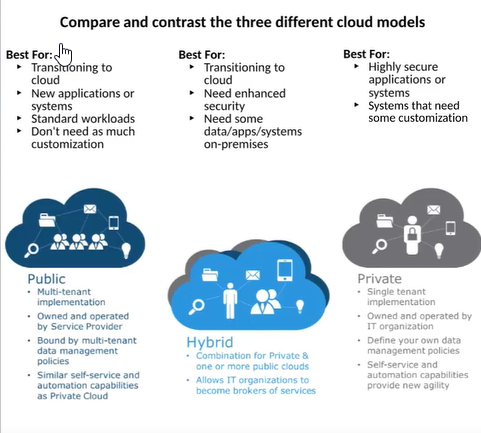 Compare and contrast the three different cloud models
Best For:
‣ Transitioning to
cloud
‣ New applications or
systems
‣ Standard workloads
‣ Don't need as much
customization
Best For:
‣ Transitioning to
cloud
‣ Need enhanced
security
‣ Need some
data/apps/systems
on-premises
Best For:
‣ Highly secure
applications or
systems
‣ Systems that need
some customization
Public
• Multi-tenant
implementation
• Owned and operated
by Service Provider
• Bound by multi-tenant
data management
policies
• Similar self-service and
automation capabilities
as Private Cloud
Hybrid
• Combination for Private &
one or more public clouds
• Allows IT organizations to
become brokers of services
Private
• Single tenant
implementation
• Owned and operated by
IT organization
• Define your own data
management policies
• Self-service and
automation capabilities
provide new agility